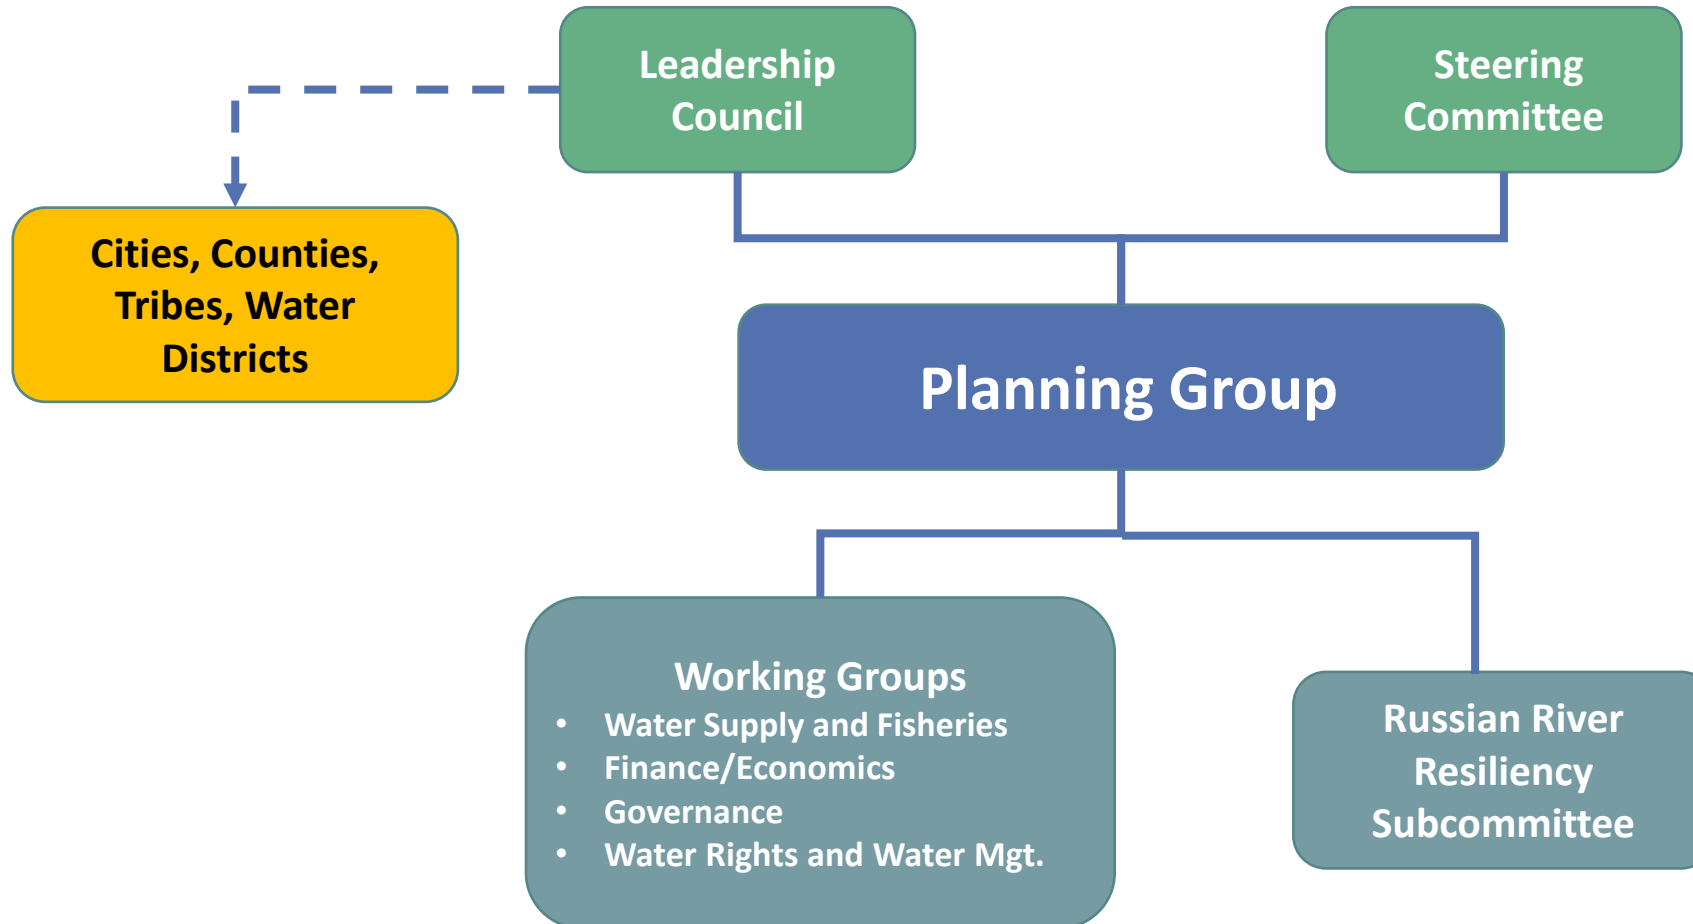 Leadership
Council
Steering
Committee
Cities, Counties,
Tribes, Water
Districts
Planning Group
Working Groups
• Water Supply and Fisheries
• Finance/Economics
• Governance
• Water Rights and Water Mgt.
Russian River
Resiliency
Subcommittee